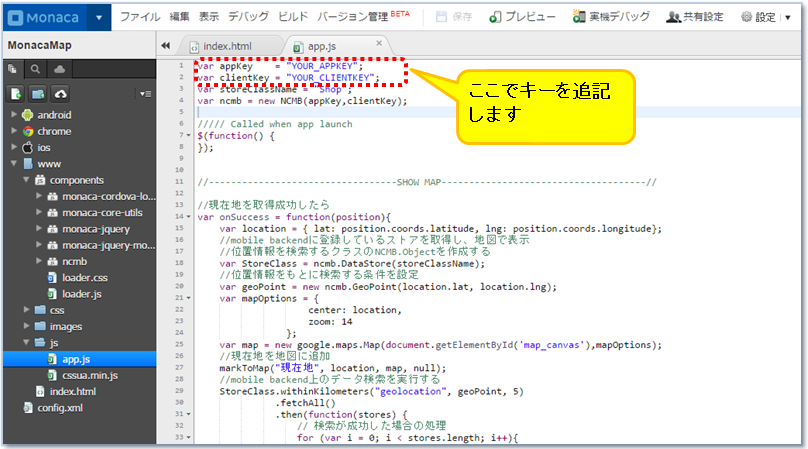 Monaca ファイル 編集 表示 デバッグ ビルド バージョン管理 BETA 保存 プレビュー 実機デバッグ 共有設定 設定
MonacaMap
index.html
app.js
android
chrome
ios
www
components
monaca-cordova-lo...
monaca-core-utils
monaca-jquery
monaca-jquery-mo...
ncmb
loader.css
loader.js
css
images
js
app.js
cssua.min.js
index.html
config.xml
1 var appKey = "YOUR_APPKEY";
2 var clientKey = "YOUR_CLIENTKEY";
3 var storeClassName = "Shop";
4 var ncmb = new NCMB(appKey,clientKey);
5
6 ///// Called when app launch
7 $(function() {
8 });
9
10
11 //----------------------------------SHOW MAP-------------------------------------//
12
13 //現在地を取得成功したら
14 var onSuccess = function(position){
15 var location = { lat: position.coords.latitude, lng: position.coords.longitude};
16 //mobile backendに登録しているストアを取得し、地図で表示
17 //位置情報を検索するクラスのNCMB.Objectを作成する
18 var StoreClass = ncmb.DataStore(storeClassName);
19 //位置情報をもとに検索する条件を設定
20 var geoPoint = new ncmb.GeoPoint(location.lat, location.lng);
21 var mapOptions = {
22 center: location,
23 zoom: 14
24 };
25 var map = new google.maps.Map(document.getElementById('map_canvas'),mapOptions);
26 //現在地を地図に追加
27 markToMap("現在地", location, map, null);
28 //mobile backend上のデータ検索を実行する
29 StoreClass.withinKilometers("geolocation", geoPoint, 5)
30 .fetchAll()
31 .then(function(stores) {
32 // 検索が成功した場合の処理
33 for (var i = 0; i < stores.length; i++){
ここでキーを追記
します